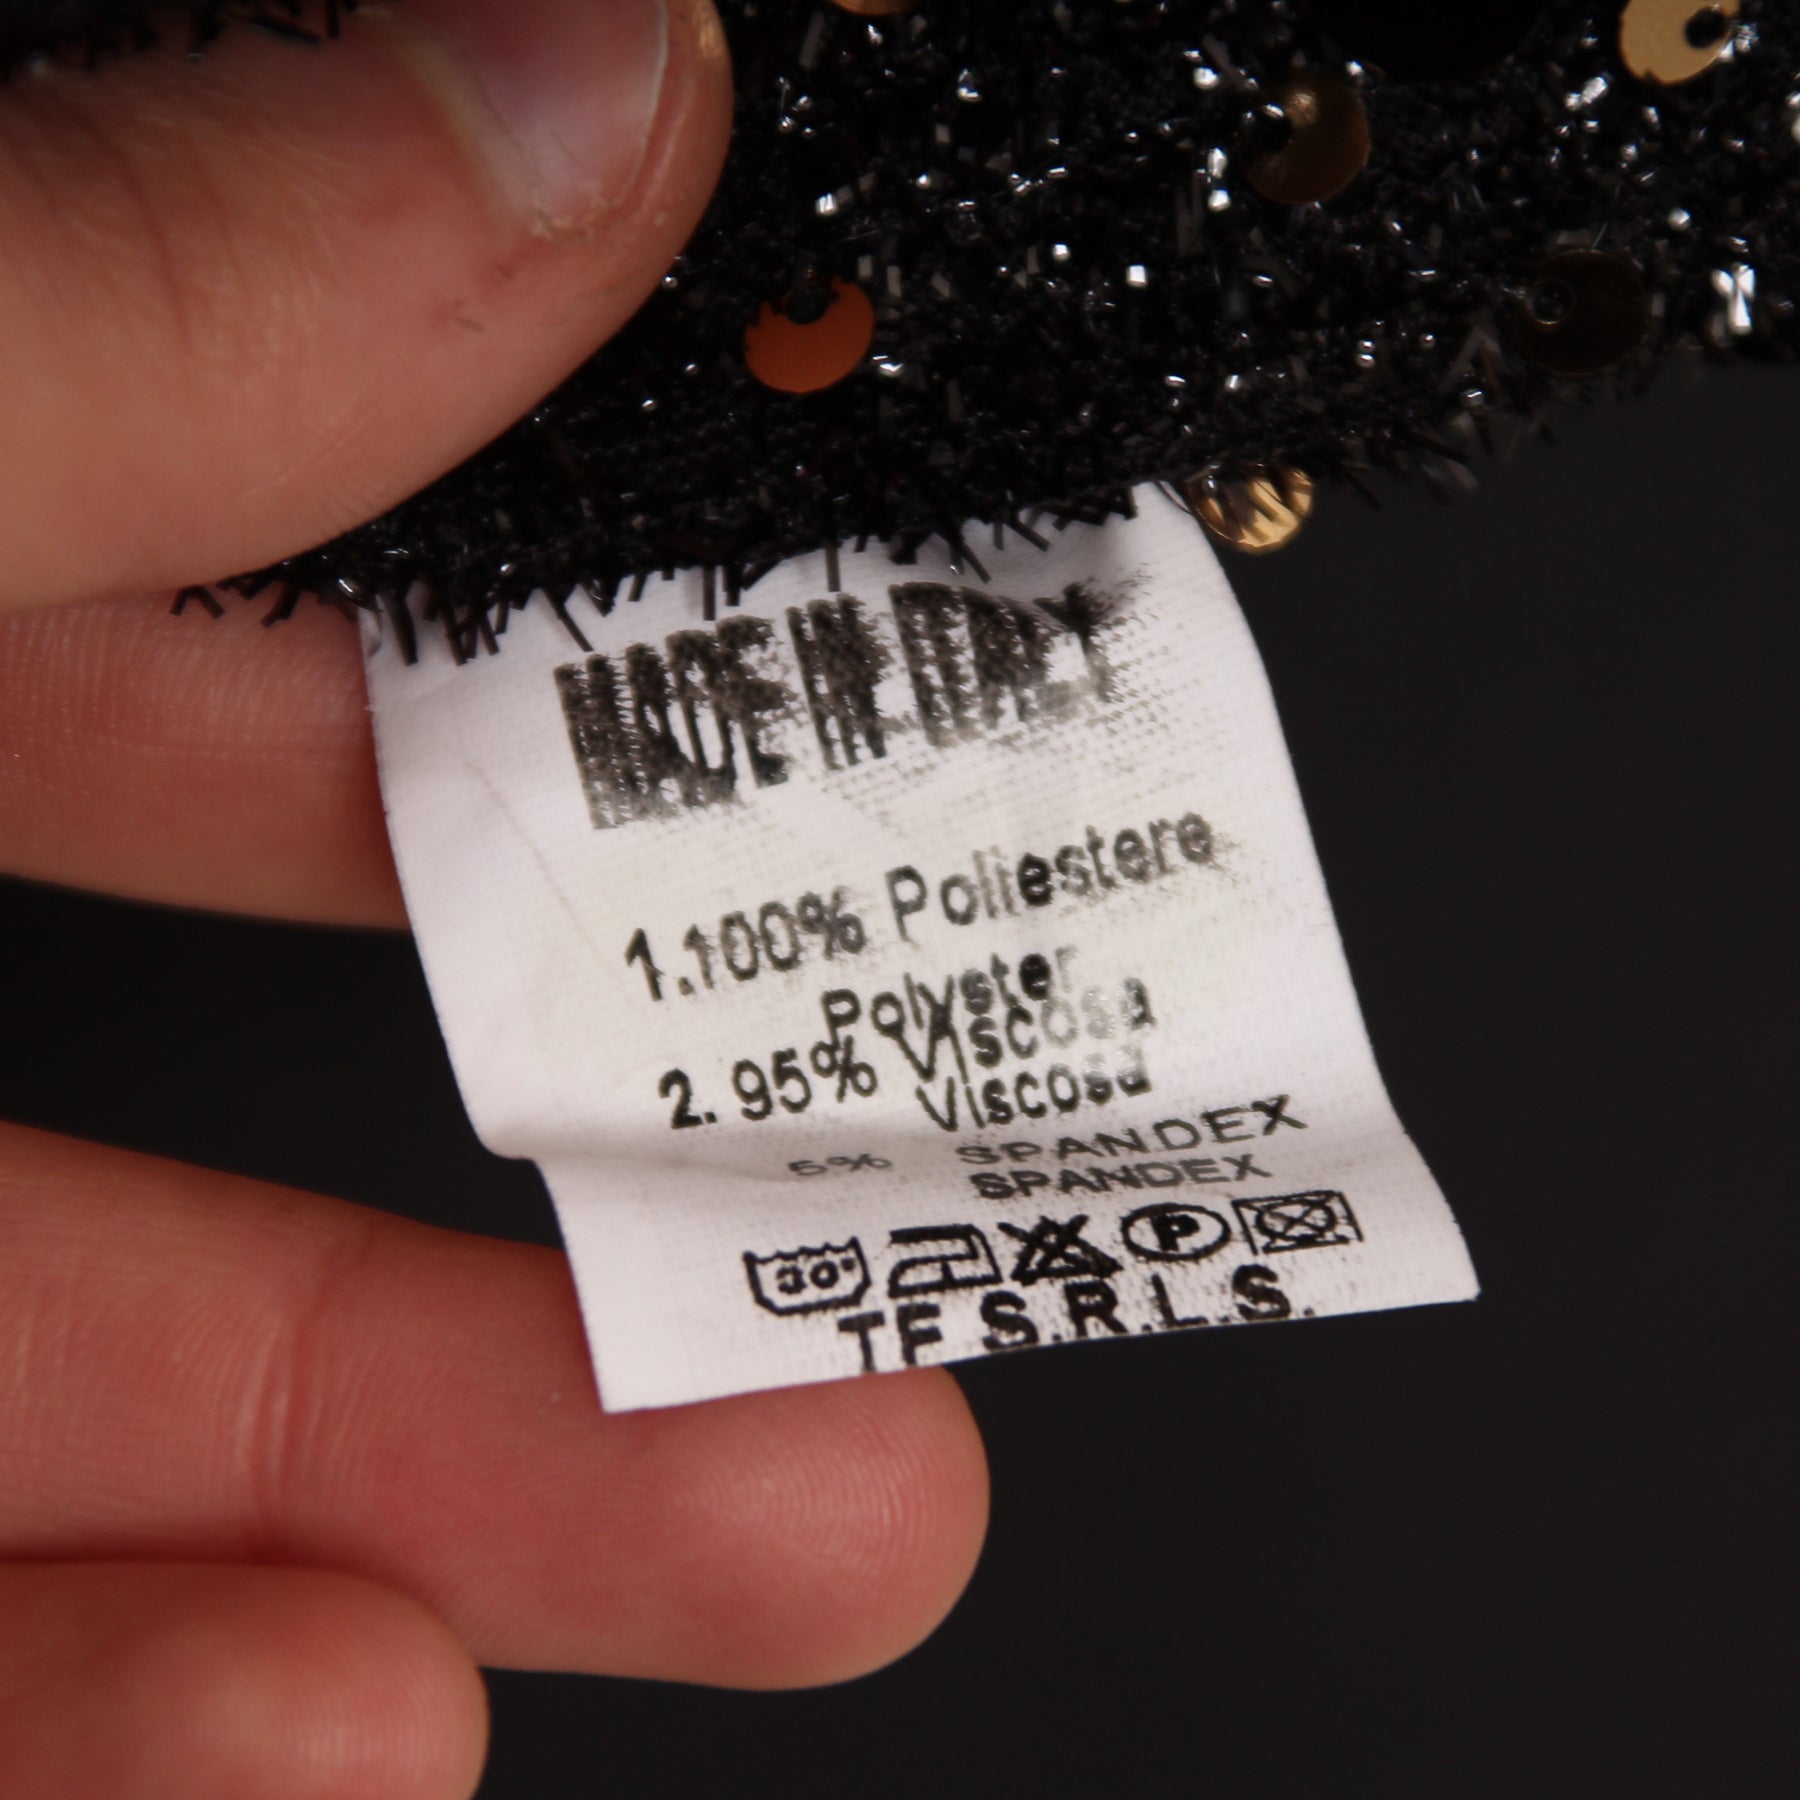 MADE IN ITALY
1.100% Poliestere
Polyster
2. 95% Viscosa
Viscosa
5% SPANDEX
SPANDEX
30° P
TF S.R.L.S.